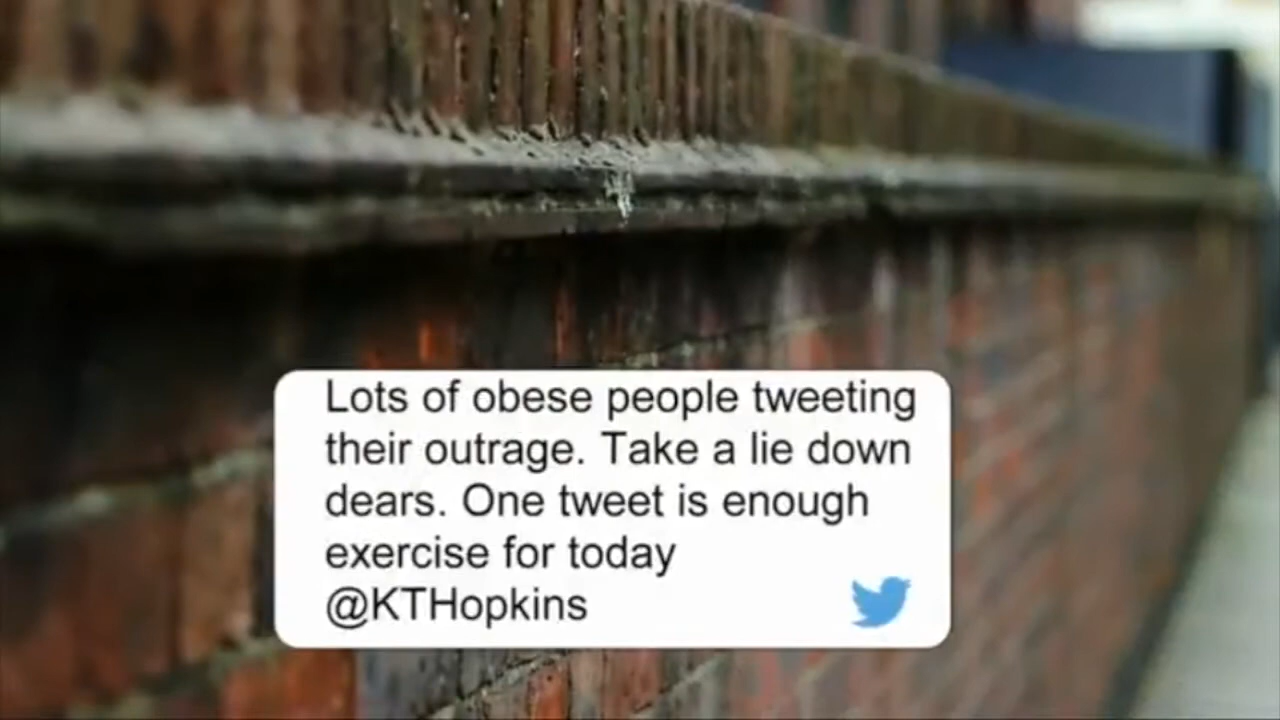 Lots of obese people tweeting
their outrage. Take a lie down
dears. One tweet is enough
exercise for today
@KTHopkins